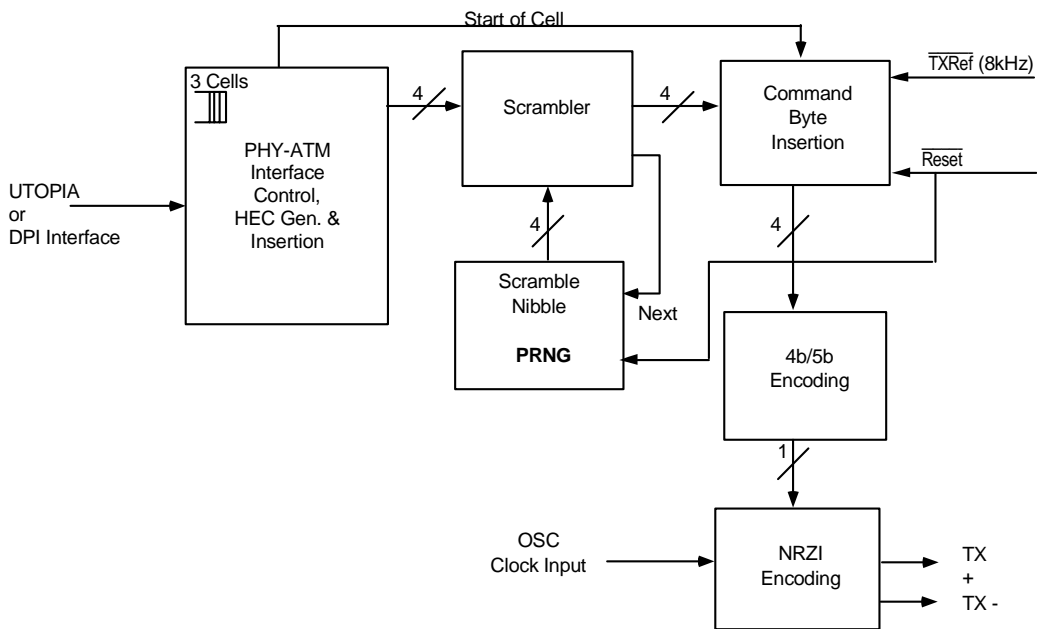 Start of Cell
3 Cells
4
Scrambler
4
Command
Byte
Insertion
TXRef (8kHz)
Reset
PHY-ATM
Interface
Control,
HEC Gen. &
Insertion
UTOPIA
or
DPI Interface
4
4
Scramble
Nibble
PRNG
Next
4b/5b
Encoding
1
OSC
Clock Input
NRZI
Encoding
TX
+
TX -